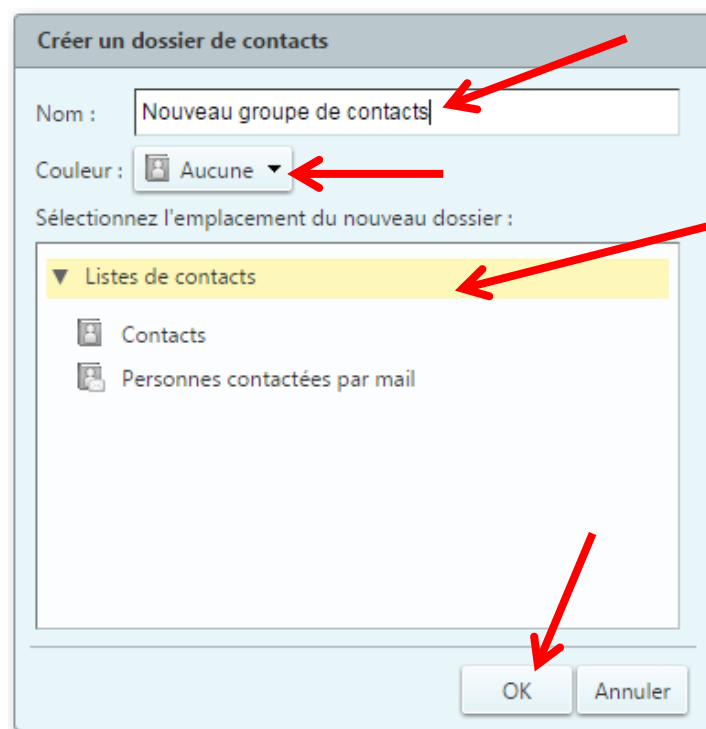 Créer un dossier de contacts
Nom : Nouveau groupe de contacts
Couleur : Aucune
Sélectionnez l'emplacement du nouveau dossier :
Listes de contacts
Contacts
Personnes contactées par mail
OK Annuler